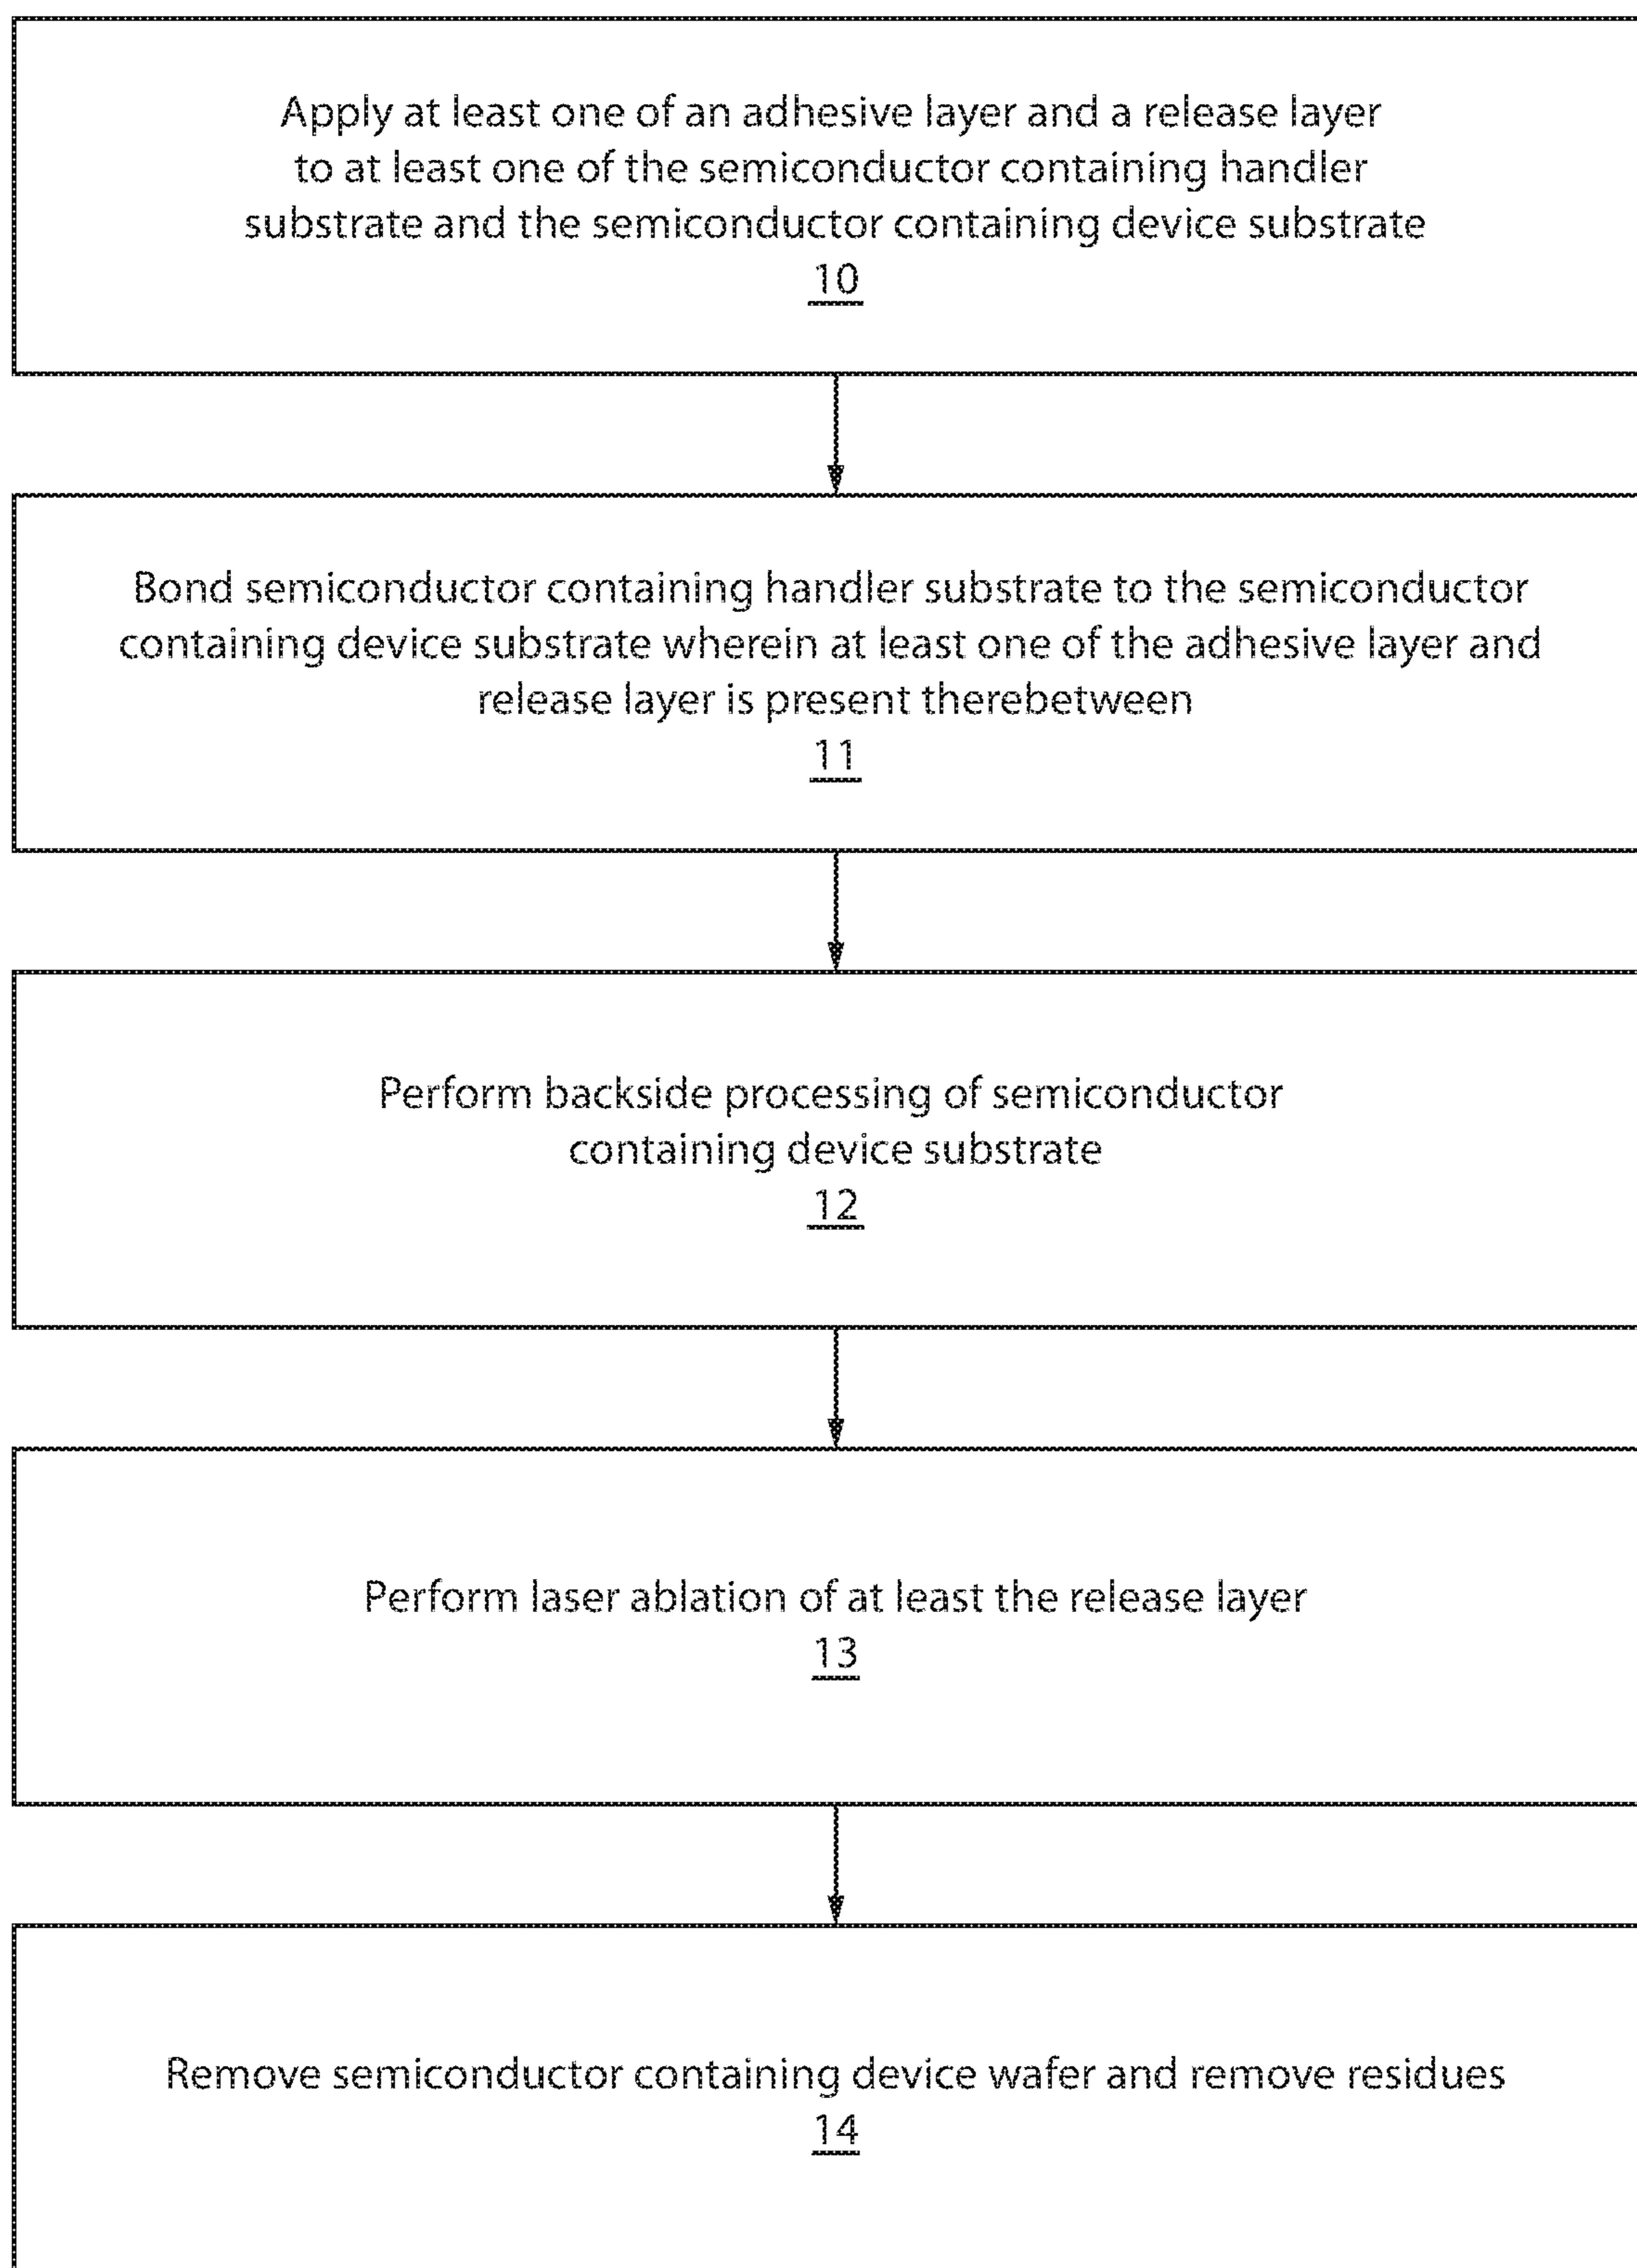 Apply at least one of an adhesive layer and a release layer
to at least one of the semiconductor containing handler
substrate and the semiconductor containing device substrate
10
Bond semiconductor containing handler substrate to the semiconductor
containing device substrate wherein at least one of the adhesive layer and
release layer is present therebetween
11
Perform backside processing of semiconductor
containing device substrate
12
Perform laser ablation of at least the release layer
13
Remove semiconductor containing device wafer and remove residues
14